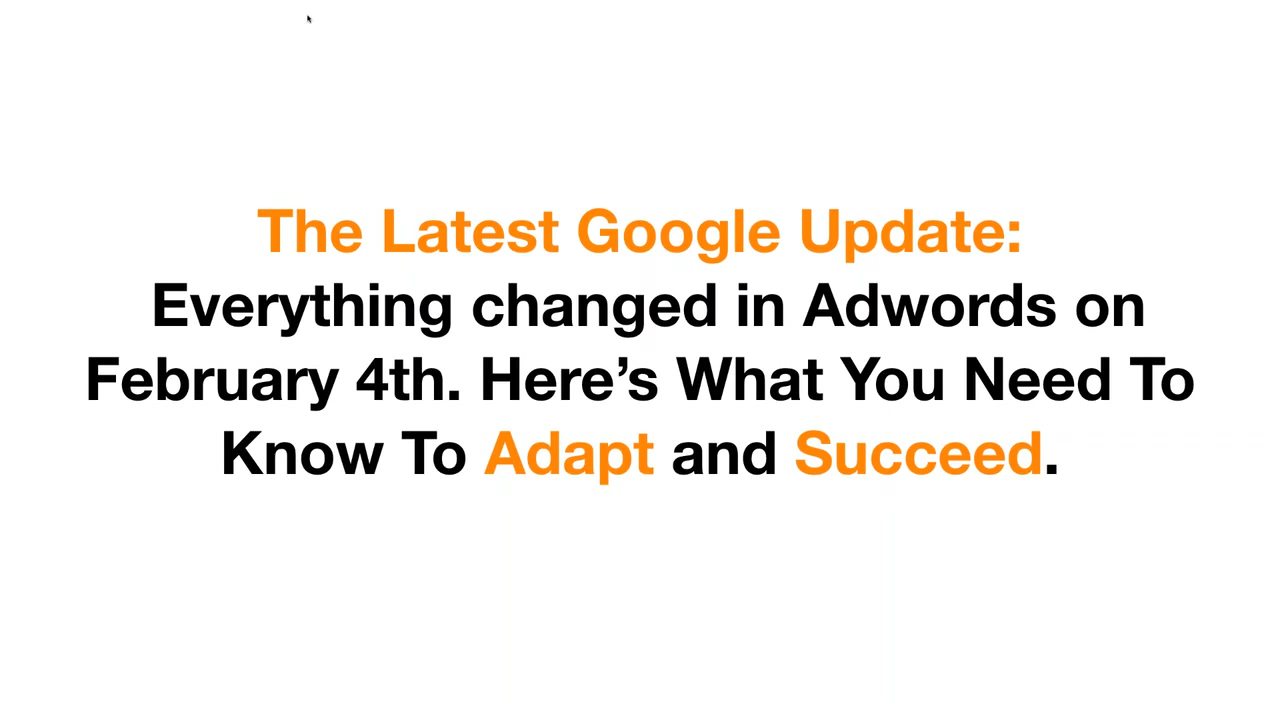 The Latest Google Update:
Everything changed in Adwords on
February 4th. Here’s What You Need To
Know To Adapt and Succeed.